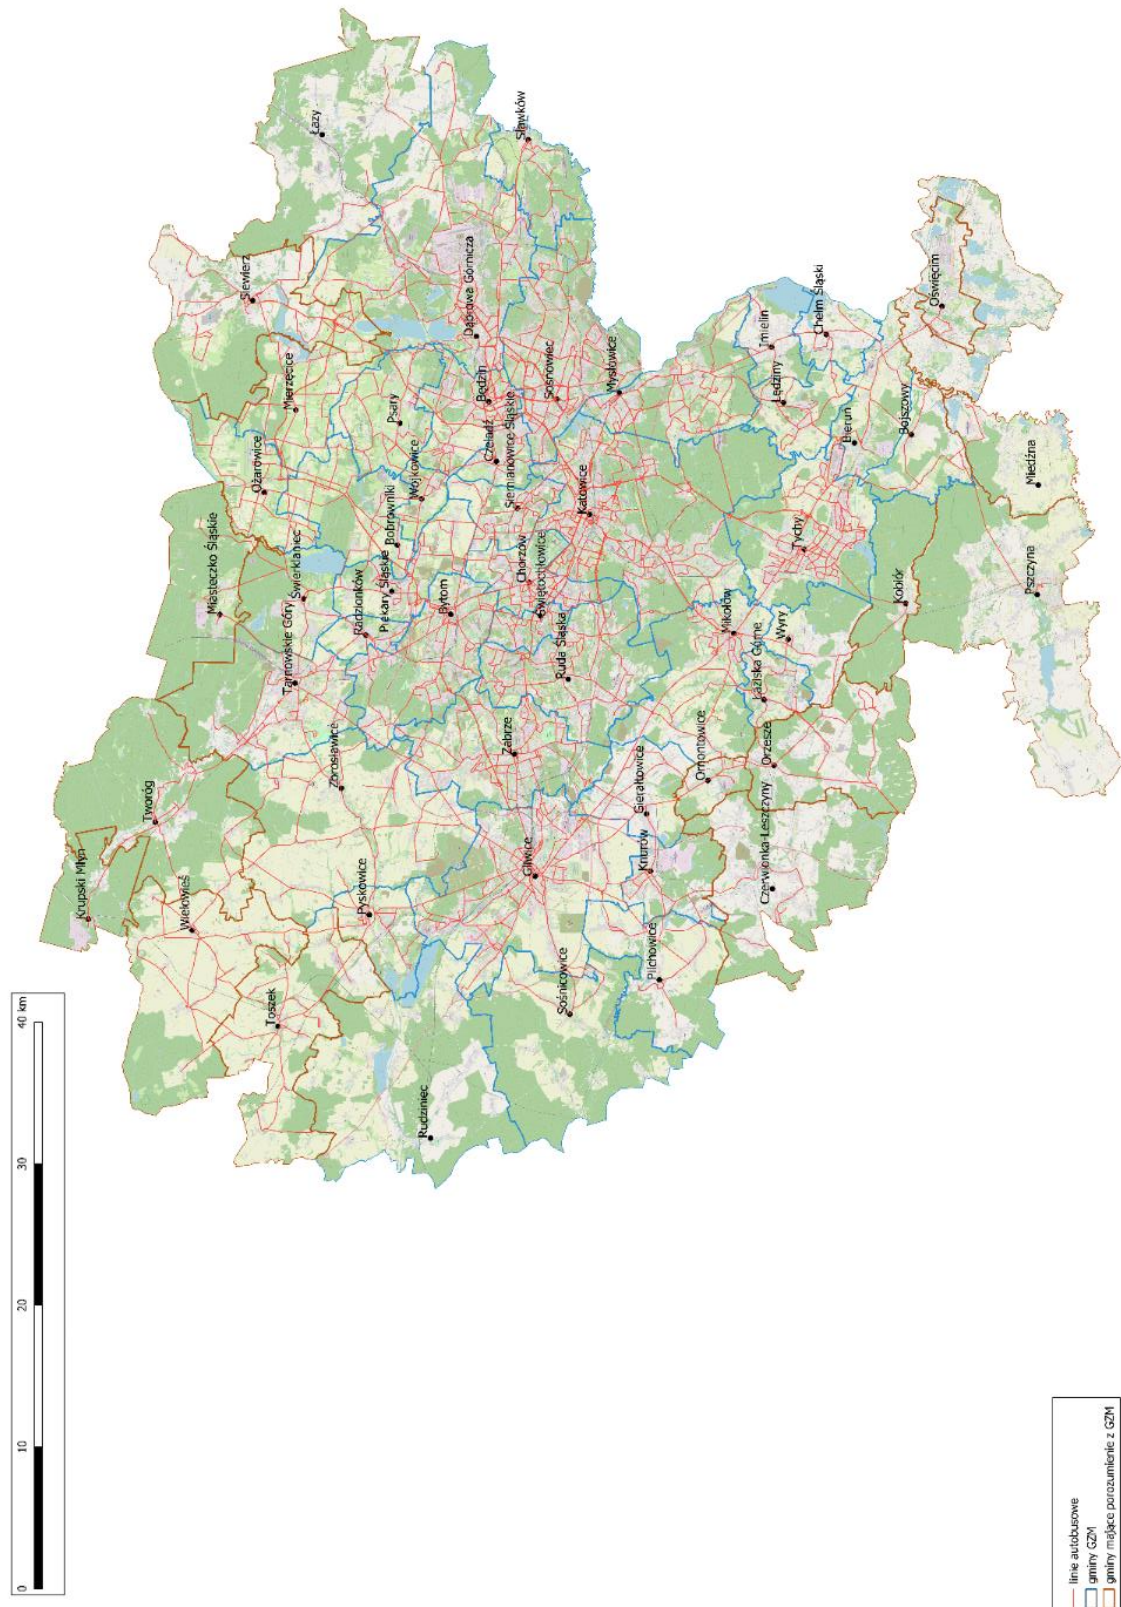 Krupski Młyn
Tworóg
Wielowieś
Toszek
Rudziniec
Pyskowice
Zbrosławice
Tarnowskie Góry
Miasteczko Śląskie
Świerklaniec
Radzionków
Piekary Śląskie
Bobrowniki
Wojkowice
Ożarowice
Mierzęcice
Siewierz
Łazy
Psary
Bytom
Będzin
Czeladź
Siemianowice Śląskie
Dąbrowa Górnicza
Sławków
Sosnowiec
Mysłowice
Katowice
Chorzów
Świętochłowice
Ruda Śląska
Zabrze
Gliwice
Sośnicowice
Pilchowice
Knurów
Gierałtowice
Ornontowice
Orzesze
Czerwionka-Leszczyny
Łaziska Górne
Mikołów
Wyry
Tychy
Kobiór
Lędziny
Imielin
Chełm Śląski
Bieruń
Bojszowy
Oświęcim
Miedźna
Pszczyna
0 10 20 30 40 km
linie autobusowe
gminy GZM
gminy mające porozumienie z GZM